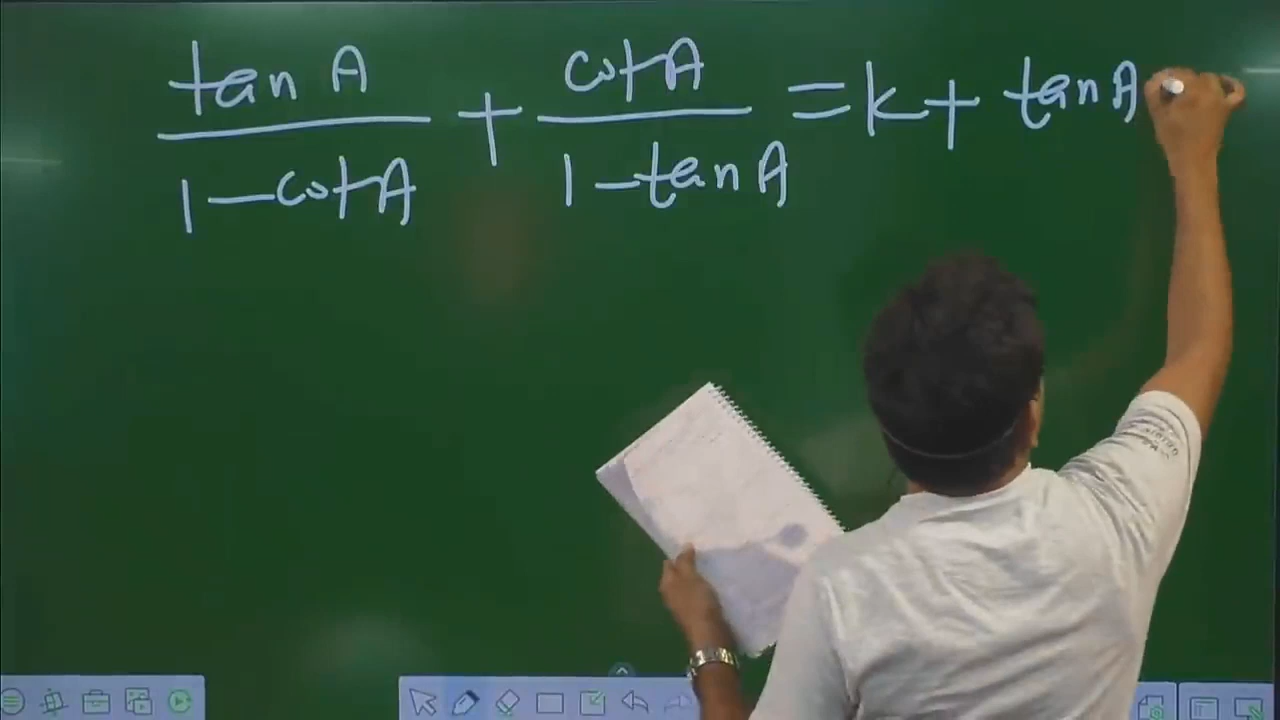 tan A / 1 - cot A + cot A / 1 - tan A = k + tan A